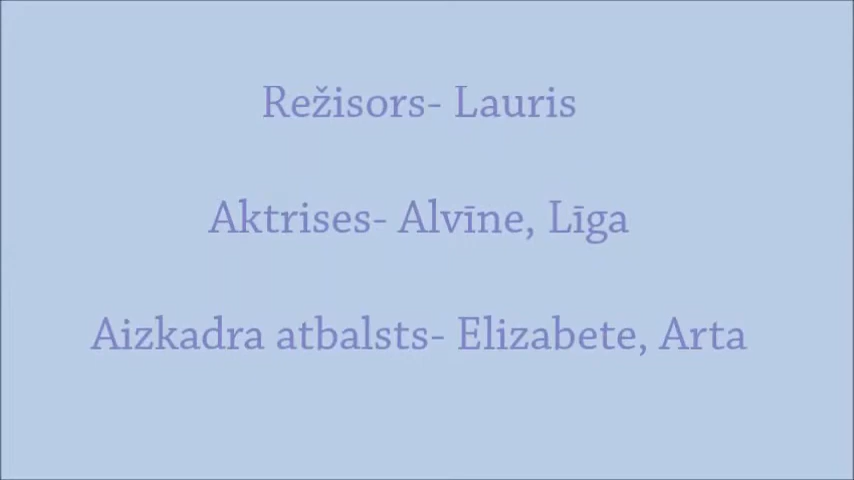 Režisors- Lauris
Aktrises- Alvīne, Līga
Aizkadra atbalsts- Elizabete, Arta